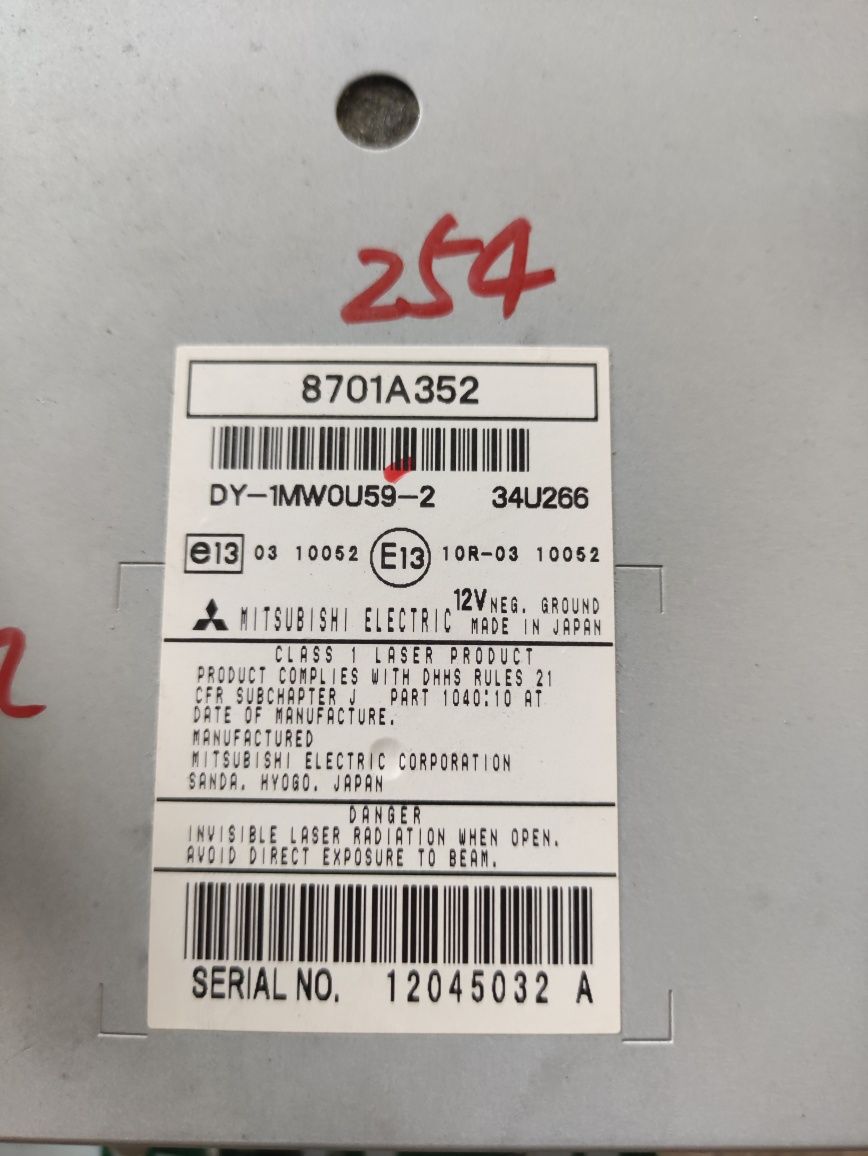 254
8701A352
DY-1MW0U59-2 34U266
e13 03 10052 E13 10R-03 10052
MITSUBISHI ELECTRIC 12V NEG. GROUND
MADE IN JAPAN
CLASS 1 LASER PRODUCT
PRODUCT COMPLIES WITH DHHS RULES 21
CFR SUBCHAPTER J PART 1040:10 AT
DATE OF MANUFACTURE.
MANUFACTURED
MITSUBISHI ELECTRIC CORPORATION
SANDA. HYOGO. JAPAN
DANGER
INVISIBLE LASER RADIATION WHEN OPEN.
AVOID DIRECT EXPOSURE TO BEAM.
SERIAL NO. 12045032 A